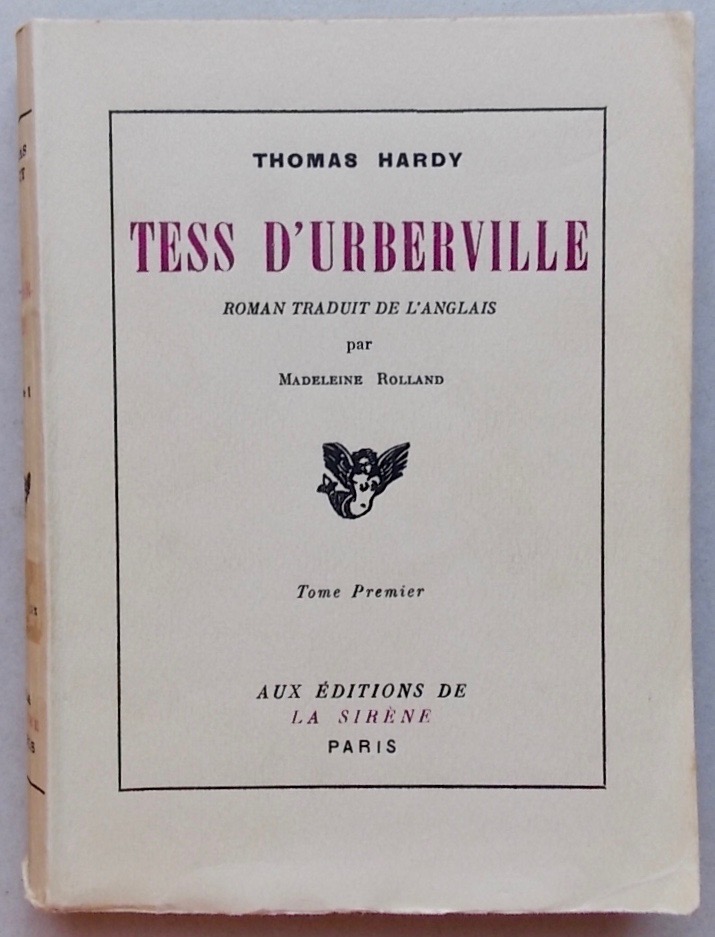 THOMAS HARDY
TESS D'URBERVILLE
ROMAN TRADUIT DE L'ANGLAIS
par
MADELEINE ROLLAND
Tome Premier
AUX ÉDITIONS DE
LA SIRÈNE
PARIS